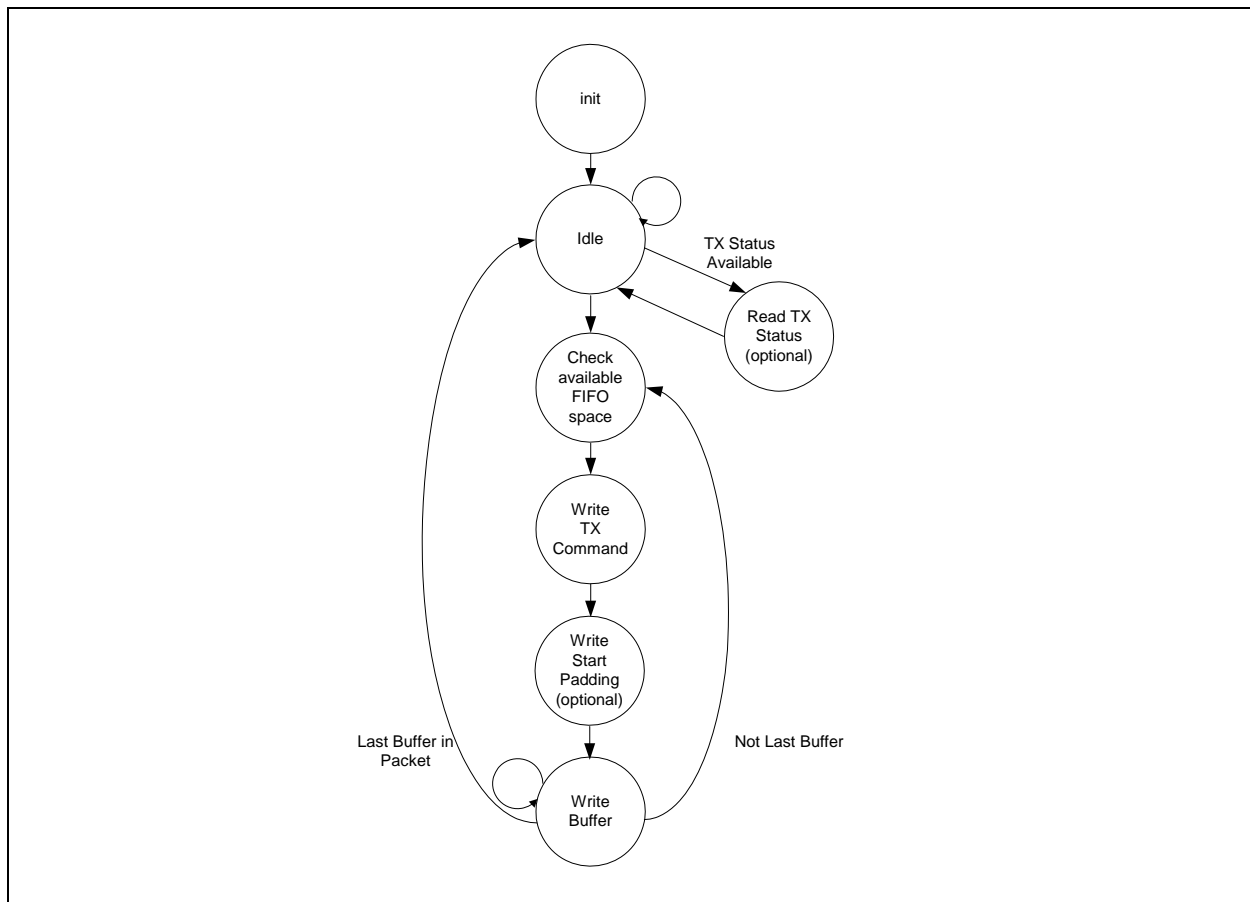 init
Idle
TX Status
Available
Read TX
Status
(optional)
Check
available
FIFO
space
Write
TX
Command
Write
Start
Padding
(optional)
Last Buffer in
Packet
Not Last Buffer
Write
Buffer